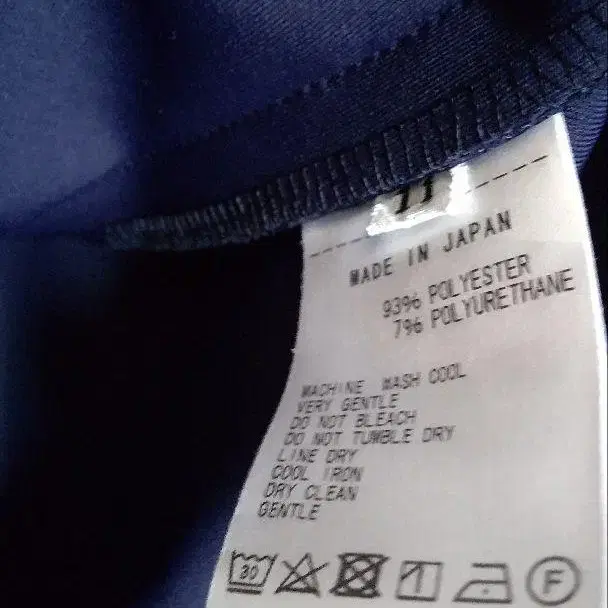 11
MADE IN JAPAN
93% POLYESTER
7% POLYURETHANE
MACHINE WASH COOL
VERY GENTLE
DO NOT BLEACH
DO NOT TUMBLE DRY
LINE DRY
COOL IRON
DRY CLEAN
GENTLE
30 F